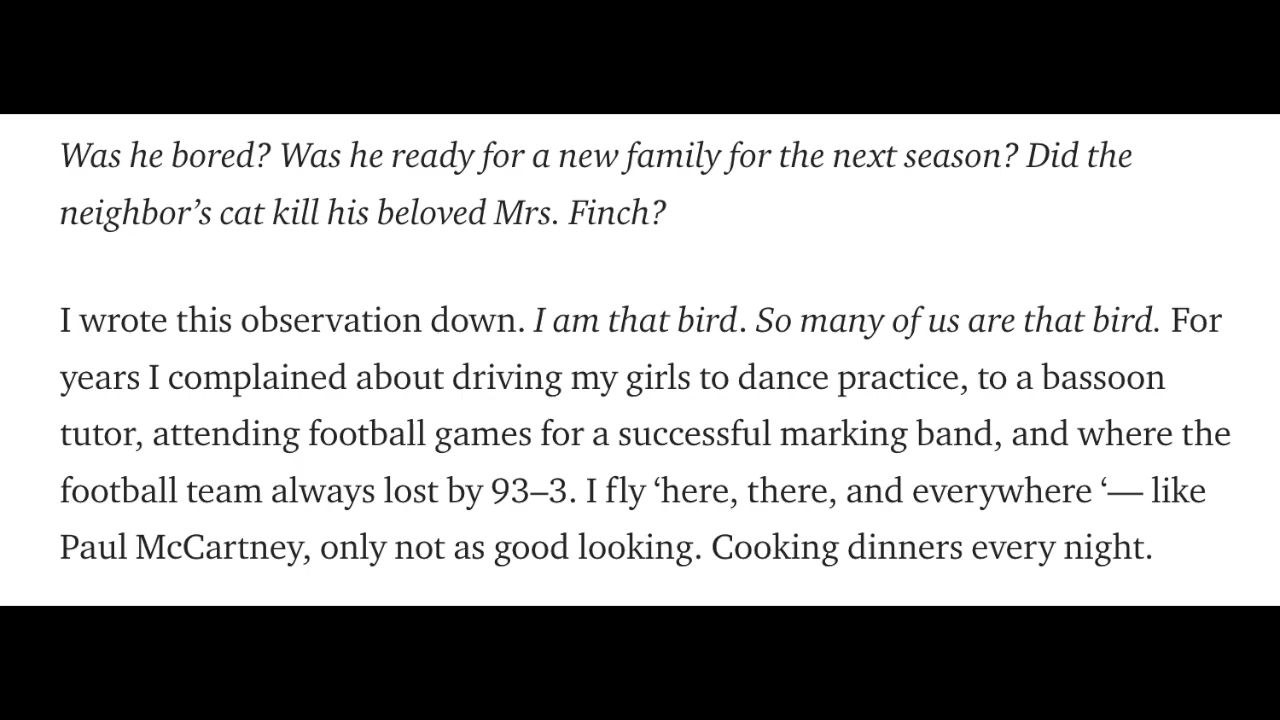 Was he bored? Was he ready for a new family for the next season? Did the
neighbor’s cat kill his beloved Mrs. Finch?
I wrote this observation down. I am that bird. So many of us are that bird. For
years I complained about driving my girls to dance practice, to a bassoon
tutor, attending football games for a successful marking band, and where the
football team always lost by 93–3. I fly ‘here, there, and everywhere ‘— like
Paul McCartney, only not as good looking. Cooking dinners every night.